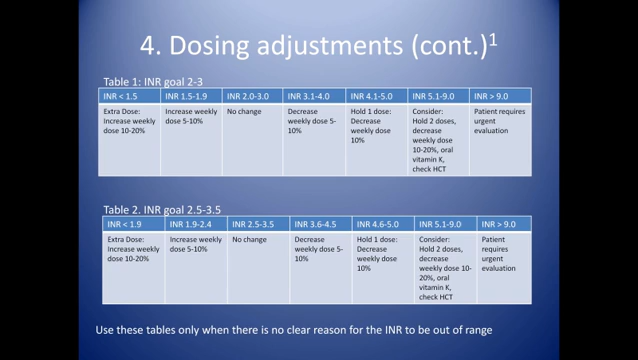 4. Dosing adjustments (cont.)1
Table 1: INR goal 2-3
INR < 1.5 INR 1.5-1.9 INR 2.0-3.0 INR 3.1-4.0 INR 4.1-5.0 INR 5.1-9.0 INR > 9.0
Extra Dose: Increase weekly No change Decrease Hold 1 dose: Consider: Patient requires
Increase weekly dose 5-10% weekly dose 5- Decrease Hold 2 doses, urgent
dose 10-20% 10% weekly dose decrease evaluation
10% weekly dose
10-20%, oral
vitamin K,
check HCT
Table 2. INR goal 2.5-3.5
INR < 1.9 INR 1.9-2.4 INR 2.5-3.5 INR 3.6-4.5 INR 4.6-5.0 INR 5.1-9.0 INR > 9.0
Extra Dose: Increase weekly No change Decrease Hold 1 dose: Consider: Patient
Increase weekly dose 5-10% weekly dose 5- Decrease Hold 2 doses, requires
dose 10-20% 10% weekly dose decrease urgent
10% weekly dose 10- evaluation
20%, oral
vitamin K,
check HCT
Use these tables only when there is no clear reason for the INR to be out of range